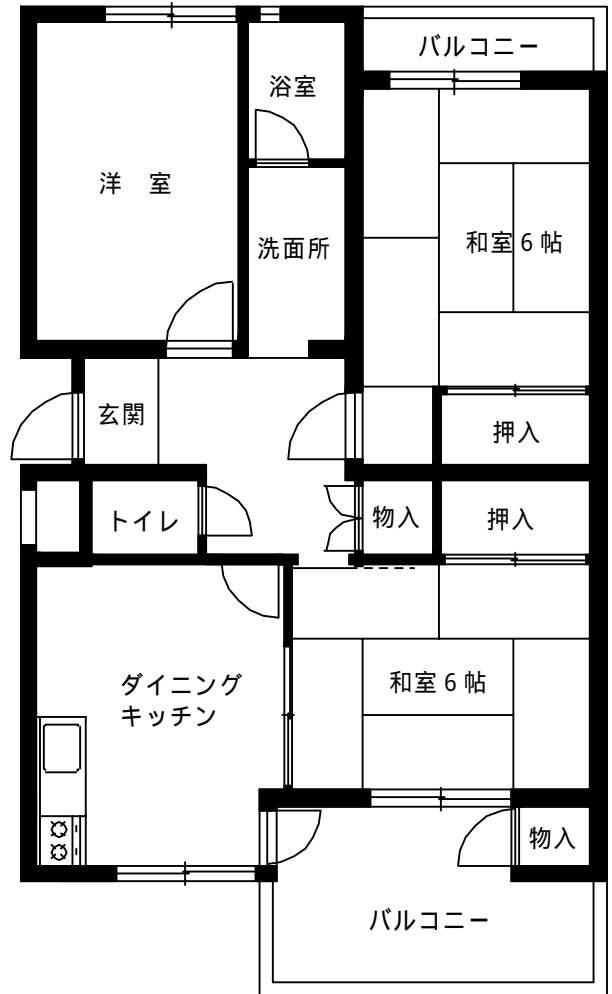 バルコニー
浴室
洋 室
和室6帖
洗面所
玄関
押入
トイレ
物入
押入
ダイニング
キッチン
和室6帖
物入
バルコニー